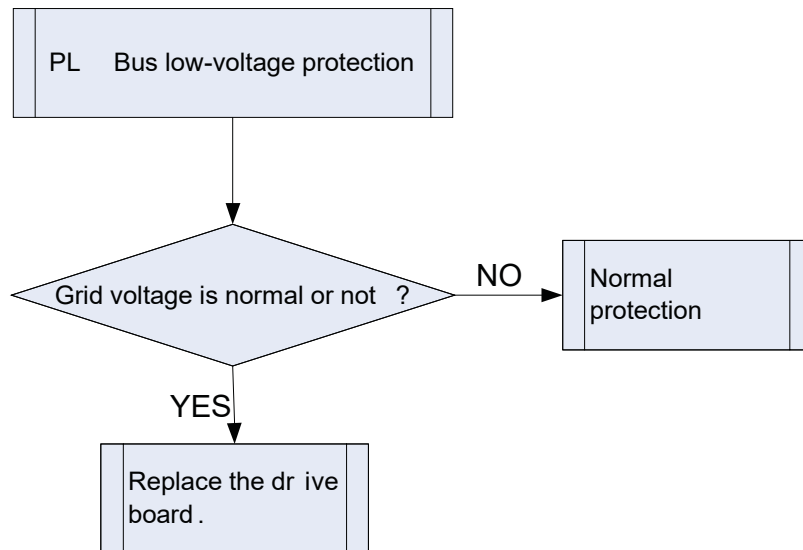 PL Bus low-voltage protection
Grid voltage is normal or not ?
NO
Normal
protection
YES
Replace the dr ive
board .